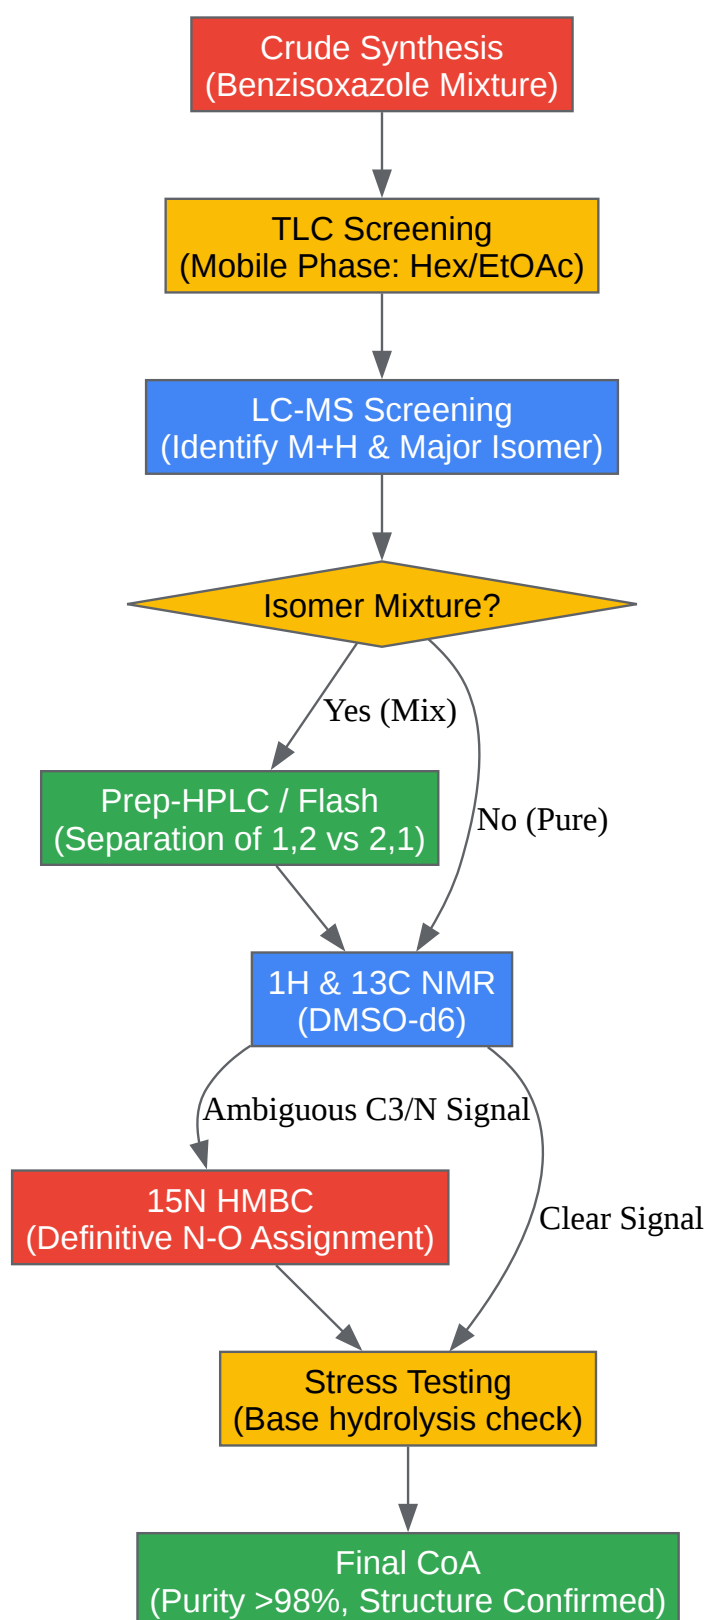 Crude Synthesis
(Benzisoxazole Mixture)
TLC Screening
(Mobile Phase: Hex/EtOAc)
LC-MS Screening
(Identify M+H & Major Isomer)
Isomer Mixture?
Yes (Mix)
Prep-HPLC / Flash
(Separation of 1,2 vs 2,1)
No (Pure)
1H & 13C NMR
(DMSO-d6)
Ambiguous C3/N Signal
15N HMBC
(Definitive N-O Assignment)
Clear Signal
Stress Testing
(Base hydrolysis check)
Final CoA
(Purity >98%, Structure Confirmed)